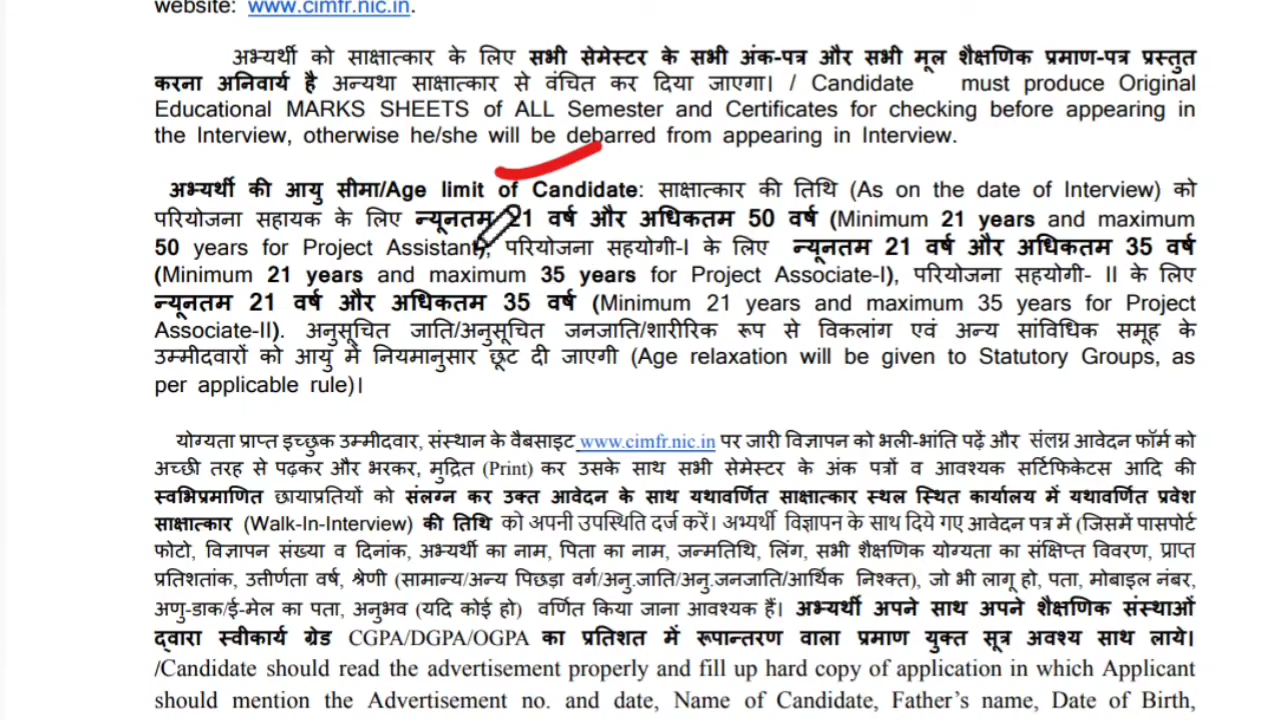 website: www.cimfr.nic.in.
अभ्यर्थी को साक्षात्कार के लिए सभी सेमेस्टर के सभी अंक-पत्र और सभी मूल शैक्षणिक प्रमाण-पत्र प्रस्तुत
करना अनिवार्य है अन्यथा साक्षात्कार से वंचित कर दिया जाएगा। / Candidate must produce Original
Educational MARKS SHEETS of ALL Semester and Certificates for checking before appearing in
the Interview, otherwise he/she will be debarred from appearing in Interview.
अभ्यर्थी की आयु सीमा/Age limit of Candidate: साक्षात्कार की तिथि (As on the date of Interview) को
परियोजना सहायक के लिए न्यूनतम 21 वर्ष और अधिकतम 50 वर्ष (Minimum 21 years and maximum
50 years for Project Assistant), परियोजना सहयोगी-I के लिए न्यूनतम 21 वर्ष और अधिकतम 35 वर्ष
(Minimum 21 years and maximum 35 years for Project Associate-I), परियोजना सहयोगी- II के लिए
न्यूनतम 21 वर्ष और अधिकतम 35 वर्ष (Minimum 21 years and maximum 35 years for Project
Associate-II). अनुसूचित जाति/अनुसूचित जनजाति/शारीरिक रूप से विकलांग एवं अन्य सांविधिक समूह के
उम्मीदवारों को आयु में नियमानुसार छूट दी जाएगी (Age relaxation will be given to Statutory Groups, as
per applicable rule)।
योग्यता प्राप्त इच्छुक उम्मीदवार, संस्थान के वैबसाइट www.cimfr.nic.in पर जारी विज्ञापन को भली-भांति पढ़ें और संलग्न आवेदन फॉर्म को
अच्छी तरह से पढ़कर और भरकर, मुद्रित (Print) कर उसके साथ सभी सेमेस्टर के अंक पत्रों व आवश्यक सर्टिफिकेटस आदि की
स्वभिप्रमाणित छायाप्रतियों को संलग्न कर उक्त आवेदन के साथ यथावर्णित साक्षात्कार स्थल स्थित कार्यालय में यथावर्णित प्रवेश
साक्षात्कार (Walk-In-Interview) की तिथि को अपनी उपस्थिति दर्ज करें। अभ्यर्थी विज्ञापन के साथ दिये गए आवेदन पत्र में (जिसमें पासपोर्ट
फोटो, विज्ञापन संख्या व दिनांक, अभ्यर्थी का नाम, पिता का नाम, जन्मतिथि, लिंग, सभी शैक्षणिक योग्यता का संक्षिप्त विवरण, प्राप्त
प्रतिशतांक, उत्तीर्णता वर्ष, श्रेणी (सामान्य/अन्य पिछड़ा वर्ग/अनु.जाति/अनु.जनजाति/आर्थिक निश्क्त), जो भी लागू हो, पता, मोबाइल नंबर,
अणु-डाक/ई-मेल का पता, अनुभव (यदि कोई हो) वर्णित किया जाना आवश्यक हैं। अभ्यर्थी अपने साथ अपने शैक्षणिक संस्थाओं
द्वारा स्वीकार्य ग्रेड CGPA/DGPA/OGPA का प्रतिशत में रूपान्तरण वाला प्रमाण युक्त सूत्र अवश्य साथ लाये।
/Candidate should read the advertisement properly and fill up hard copy of application in which Applicant
should mention the Advertisement no. and date, Name of Candidate, Father’s name, Date of Birth,